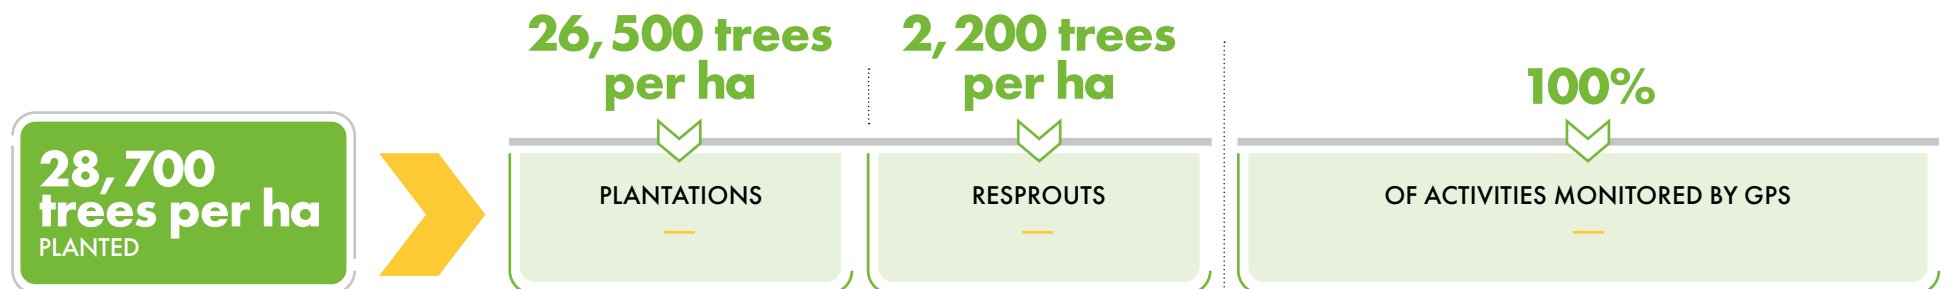 28, 700
trees per ha
PLANTED
26, 500 trees
per ha
PLANTATIONS
2, 200 trees
per ha
RESPROUTS
100%
OF ACTIVITIES MONITORED BY GPS